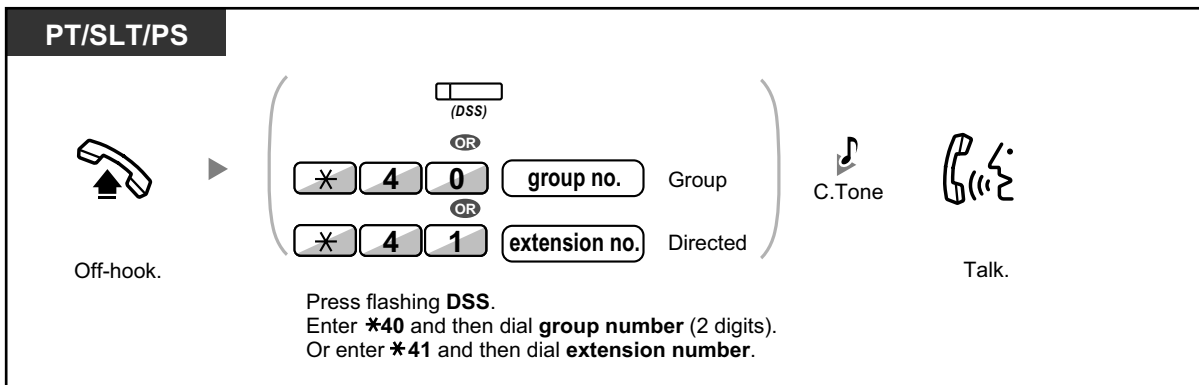 PT/SLT/PS
(DSS)
OR
* 4 0 group no. Group
OR
* 4 1 extension no. Directed
C.Tone
Off-hook.
Talk.
Press flashing DSS.
Enter *40 and then dial group number (2 digits).
Or enter *41 and then dial extension number.